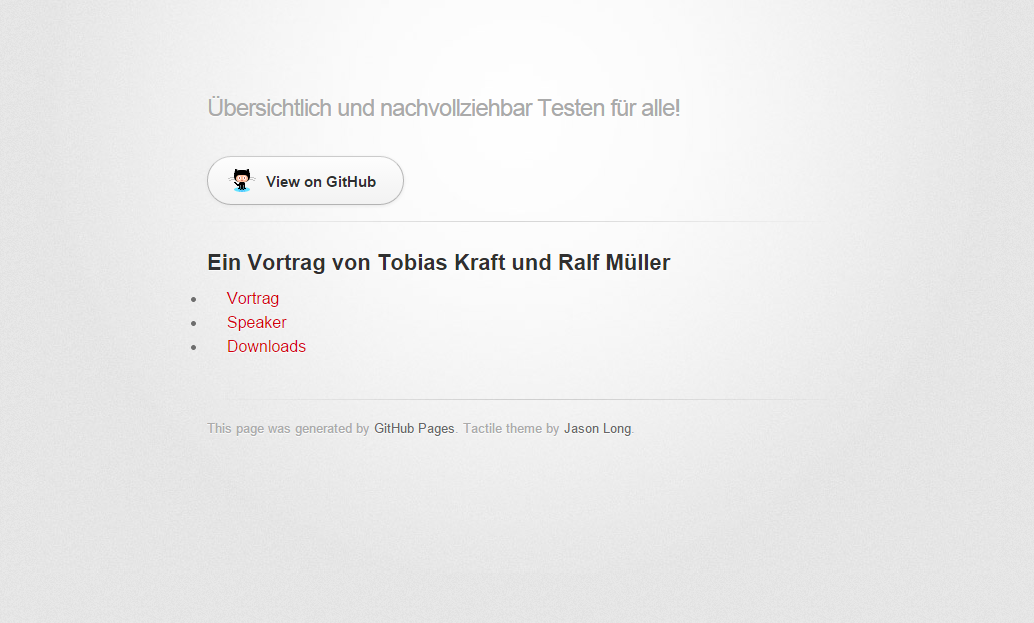 Übersichtlich und nachvollziehbar Testen für alle!
View on GitHub
Ein Vortrag von Tobias Kraft und Ralf Müller
Vortrag
Speaker
Downloads
This page was generated by GitHub Pages. Tactile theme by Jason Long.